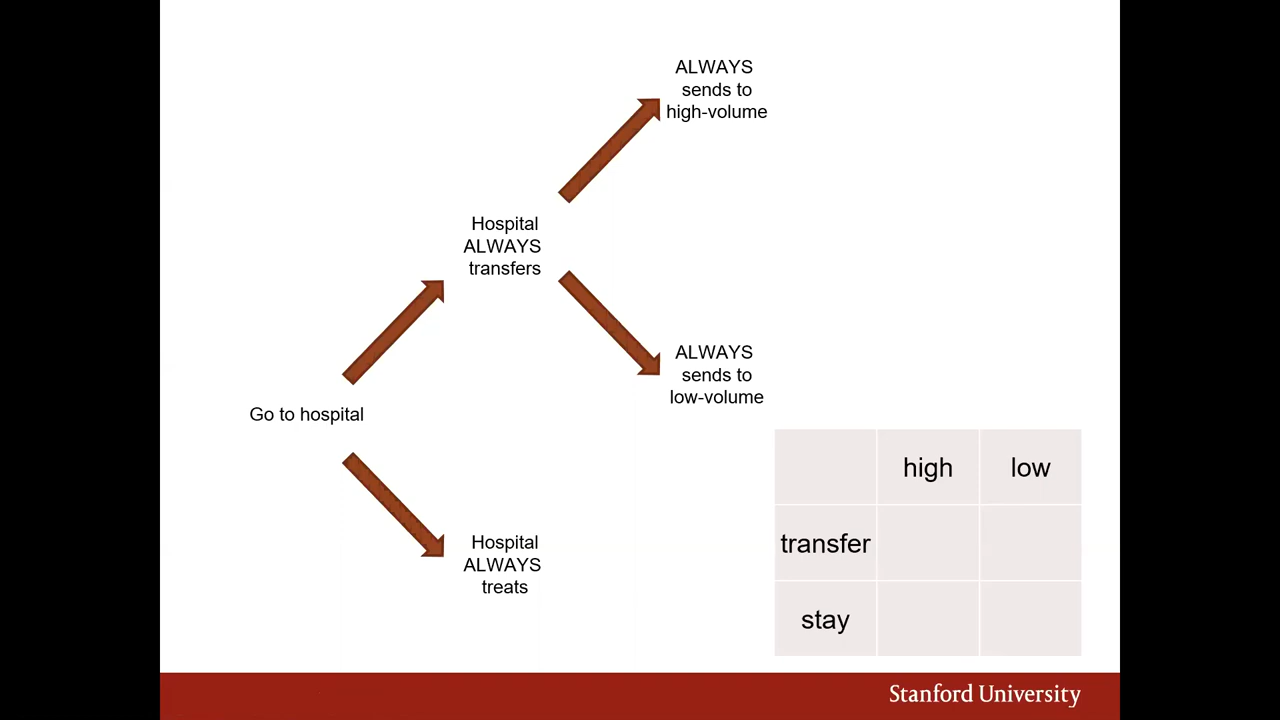 ALWAYS
sends to
high-volume
Hospital
ALWAYS
transfers
ALWAYS
sends to
low-volume
Go to hospital
Hospital
ALWAYS
treats
high low
transfer
stay
Stanford University